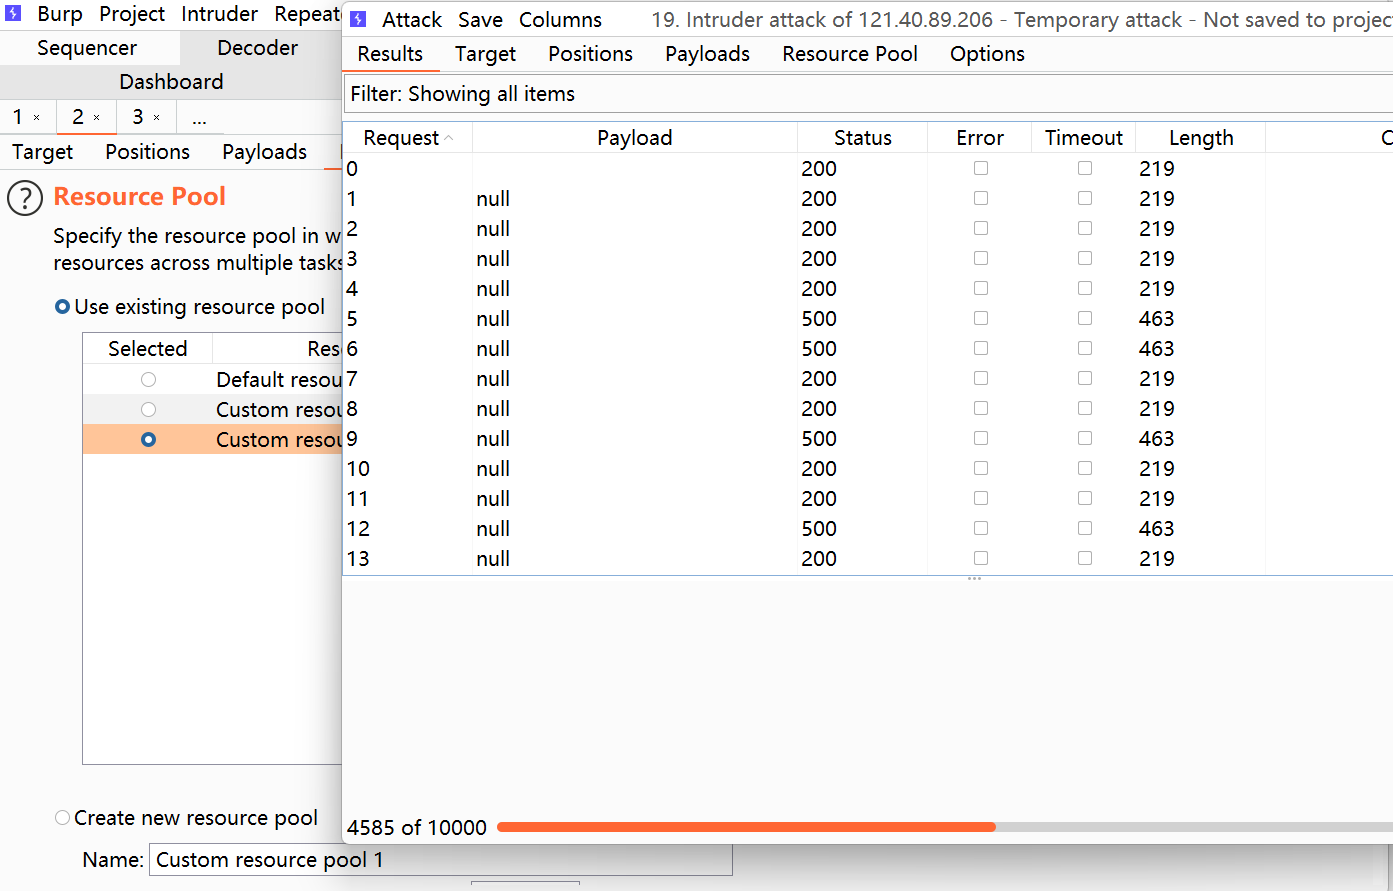 Burp Project Intruder Repeat
Sequencer Decoder
Dashboard
1 × 2 × 3 × ...
Target Positions Payloads
? Resource Pool
Specify the resource pool in w
resources across multiple tasks
Use existing resource pool
Selected Res
Default resou
Custom resou
Custom resou
Create new resource pool
Name: Custom resource pool 1
Attack Save Columns 19. Intruder attack of 121.40.89.206 - Temporary attack - Not saved to projec
Results Target Positions Payloads Resource Pool Options
Filter: Showing all items
Request Payload Status Error Timeout Length C
0 200 219
1 null 200 219
2 null 200 219
3 null 200 219
4 null 200 219
5 null 500 463
6 null 500 463
7 null 200 219
8 null 200 219
9 null 500 463
10 null 200 219
11 null 200 219
12 null 500 463
13 null 200 219
4585 of 10000